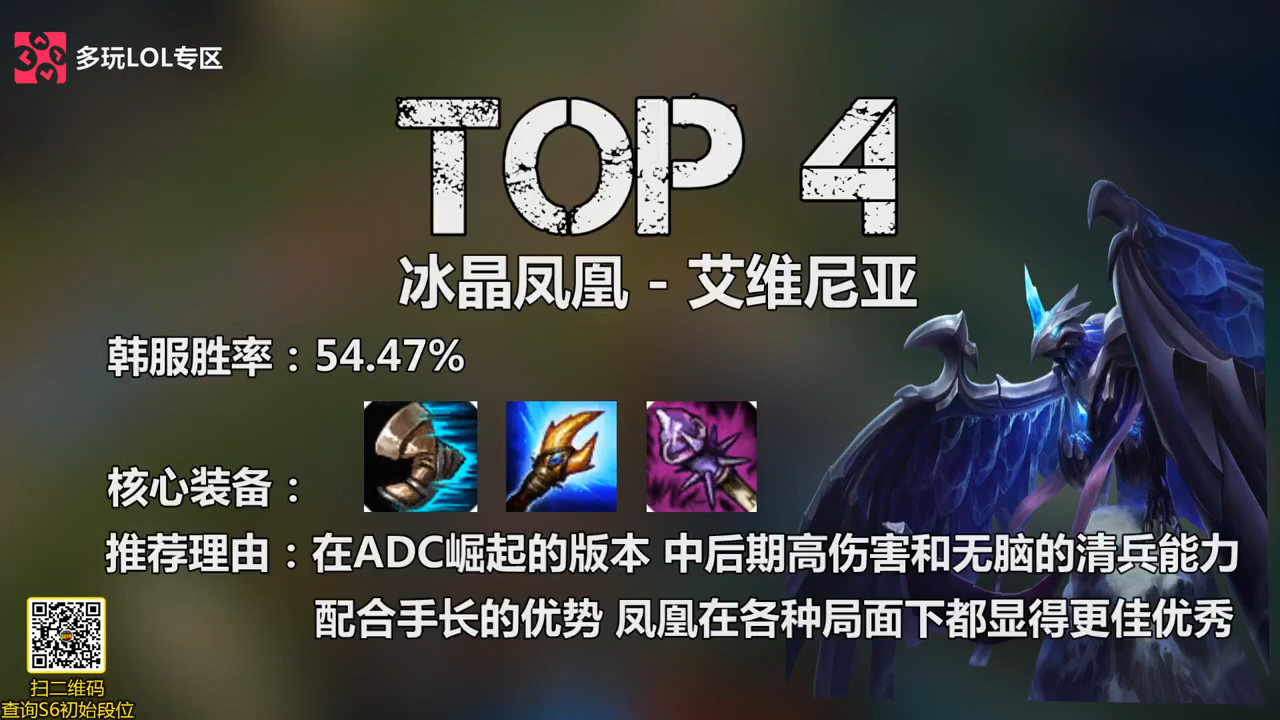 多玩LOL专区
TOP 4
冰晶凤凰 - 艾维尼亚
韩服胜率：54.47%
核心装备：
推荐理由：在ADC崛起的版本 中后期高伤害和无脑的清兵能力
配合手长的优势 凤凰在各种局面下都显得更佳优秀
扫二维码
查询S6初始段位